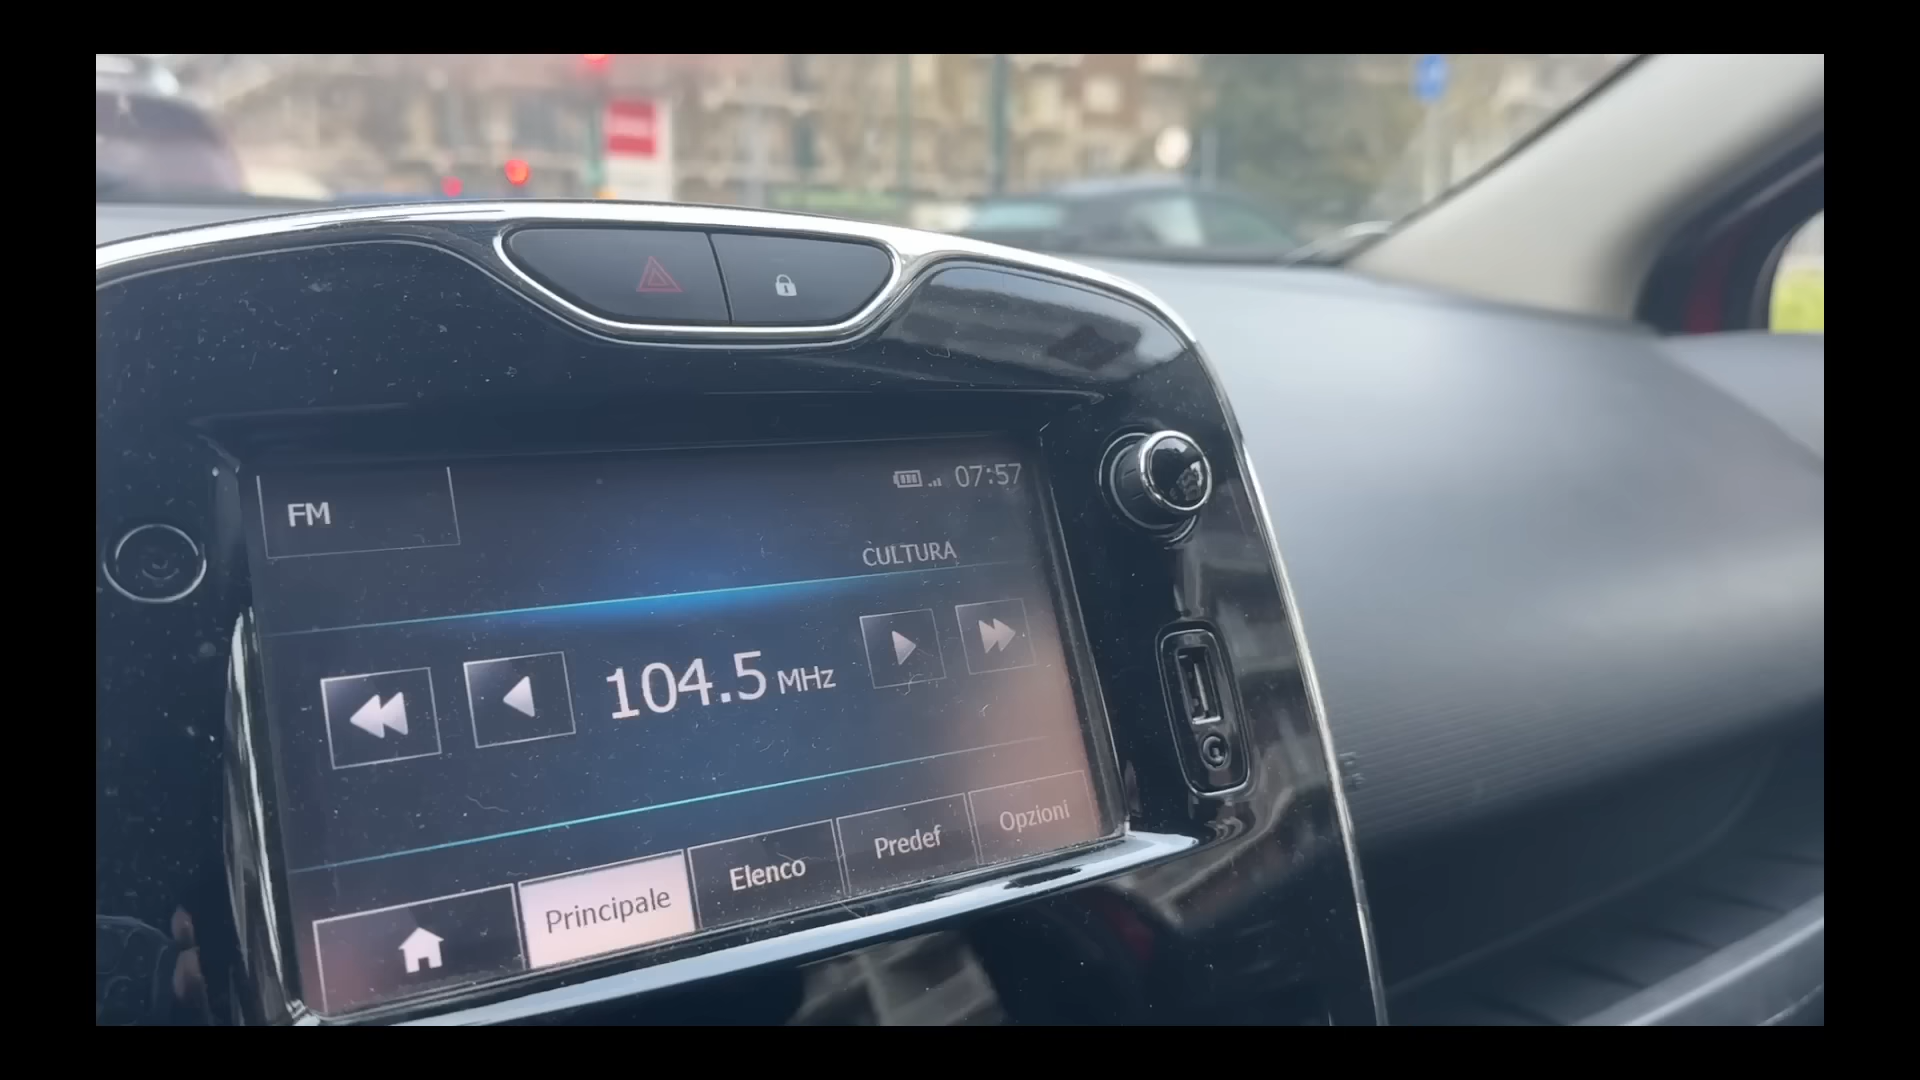 FM
07:57
CULTURA
104.5 MHz
Principale
Elenco
Predef
Opzioni